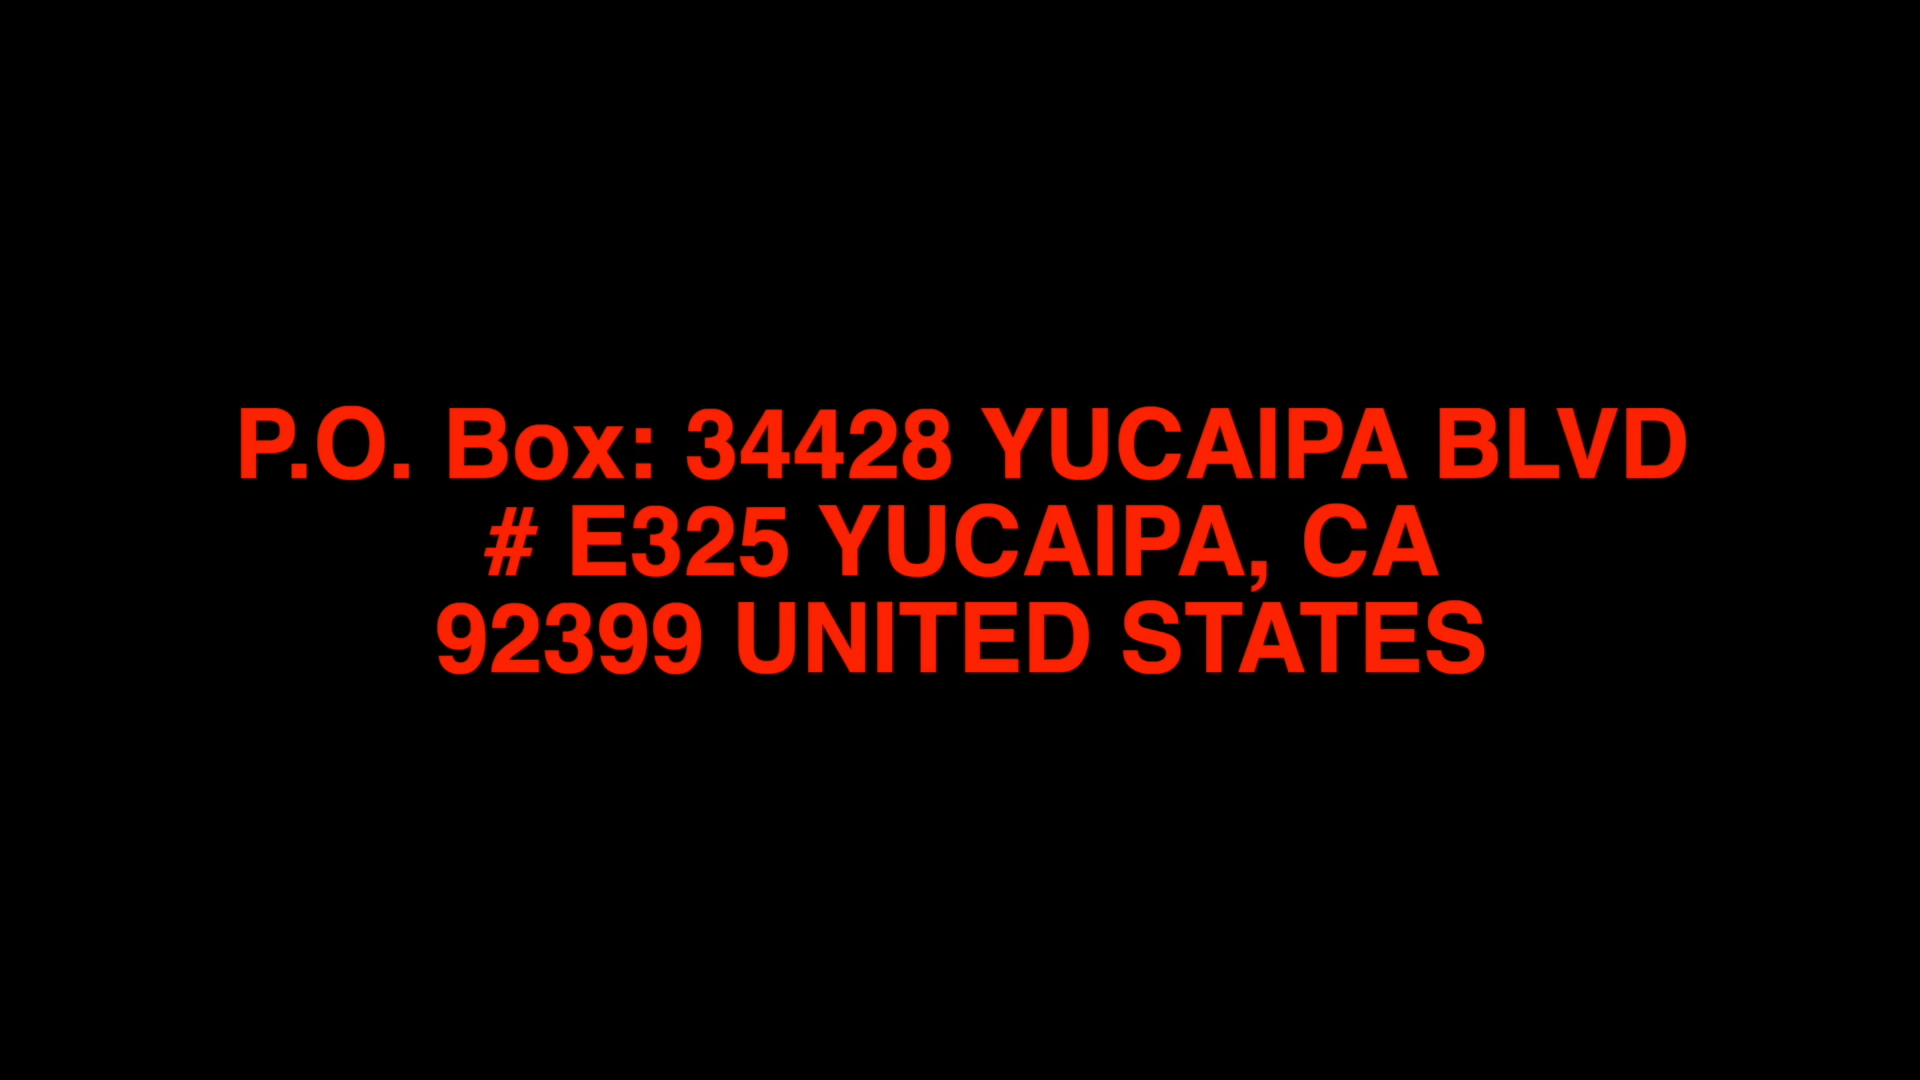 P.O. Box: 34428 YUCAIPA BLVD
# E325 YUCAIPA, CA
92399 UNITED STATES